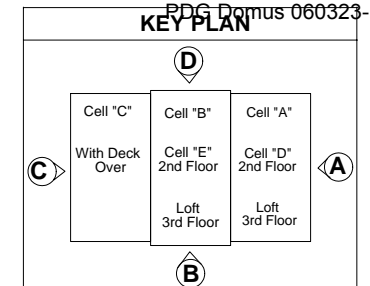 PDG Domus 060323-
KEY PLAN
D
Cell "C"
Cell "B"
Cell "A"
With Deck
Over
Cell "E"
2nd Floor
Cell "D"
2nd Floor
C
A
Loft
3rd Floor
Loft
3rd Floor
B